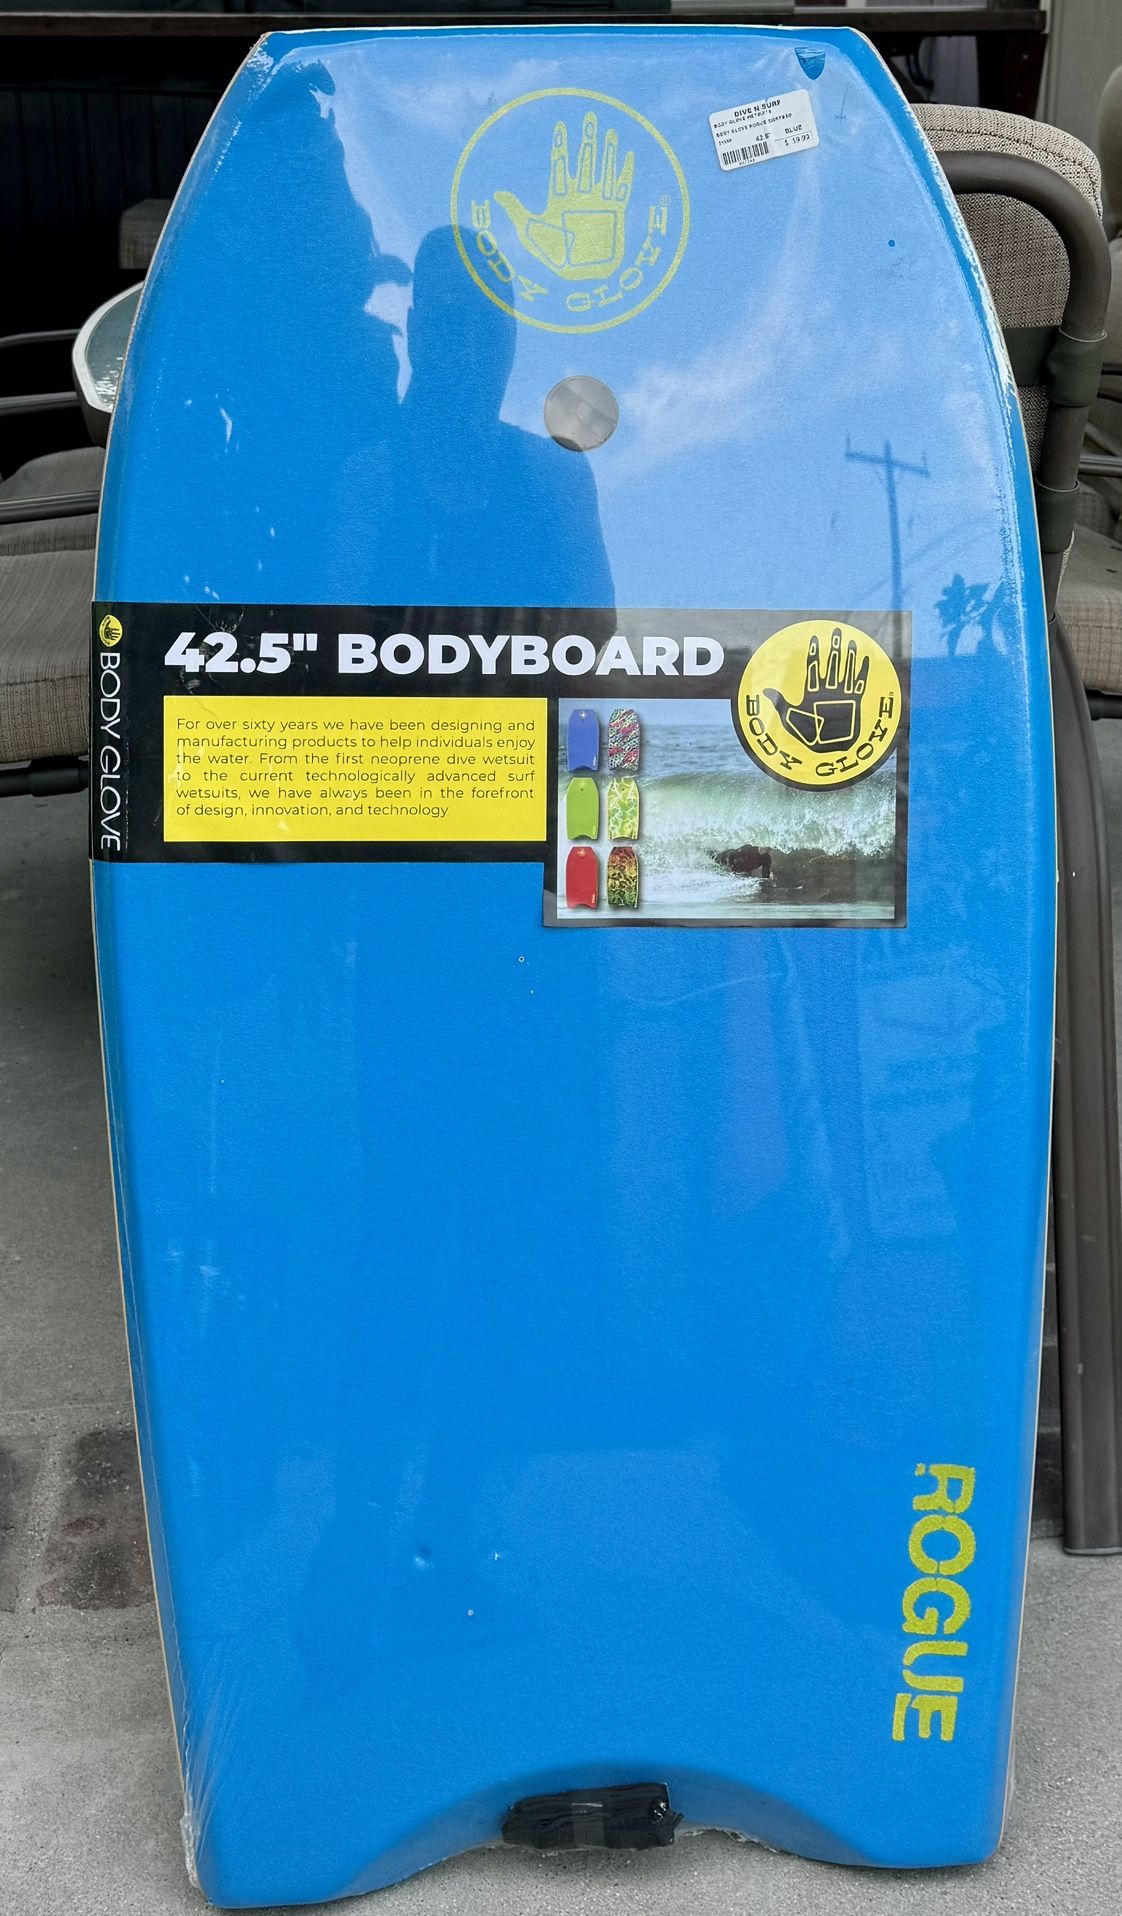 DIVE N SURF
42.5" BLUE
BODY GLOVE®
42.5" BODYBOARD
BODY GLOVE
For over sixty years we have been designing and
manufacturing products to help individuals enjoy
the water. From the first neoprene dive wetsuit
to the current technologically advanced surf
wetsuits, we have always been in the forefront
of design, innovation, and technology.
BODY GLOVE®
ROGUE